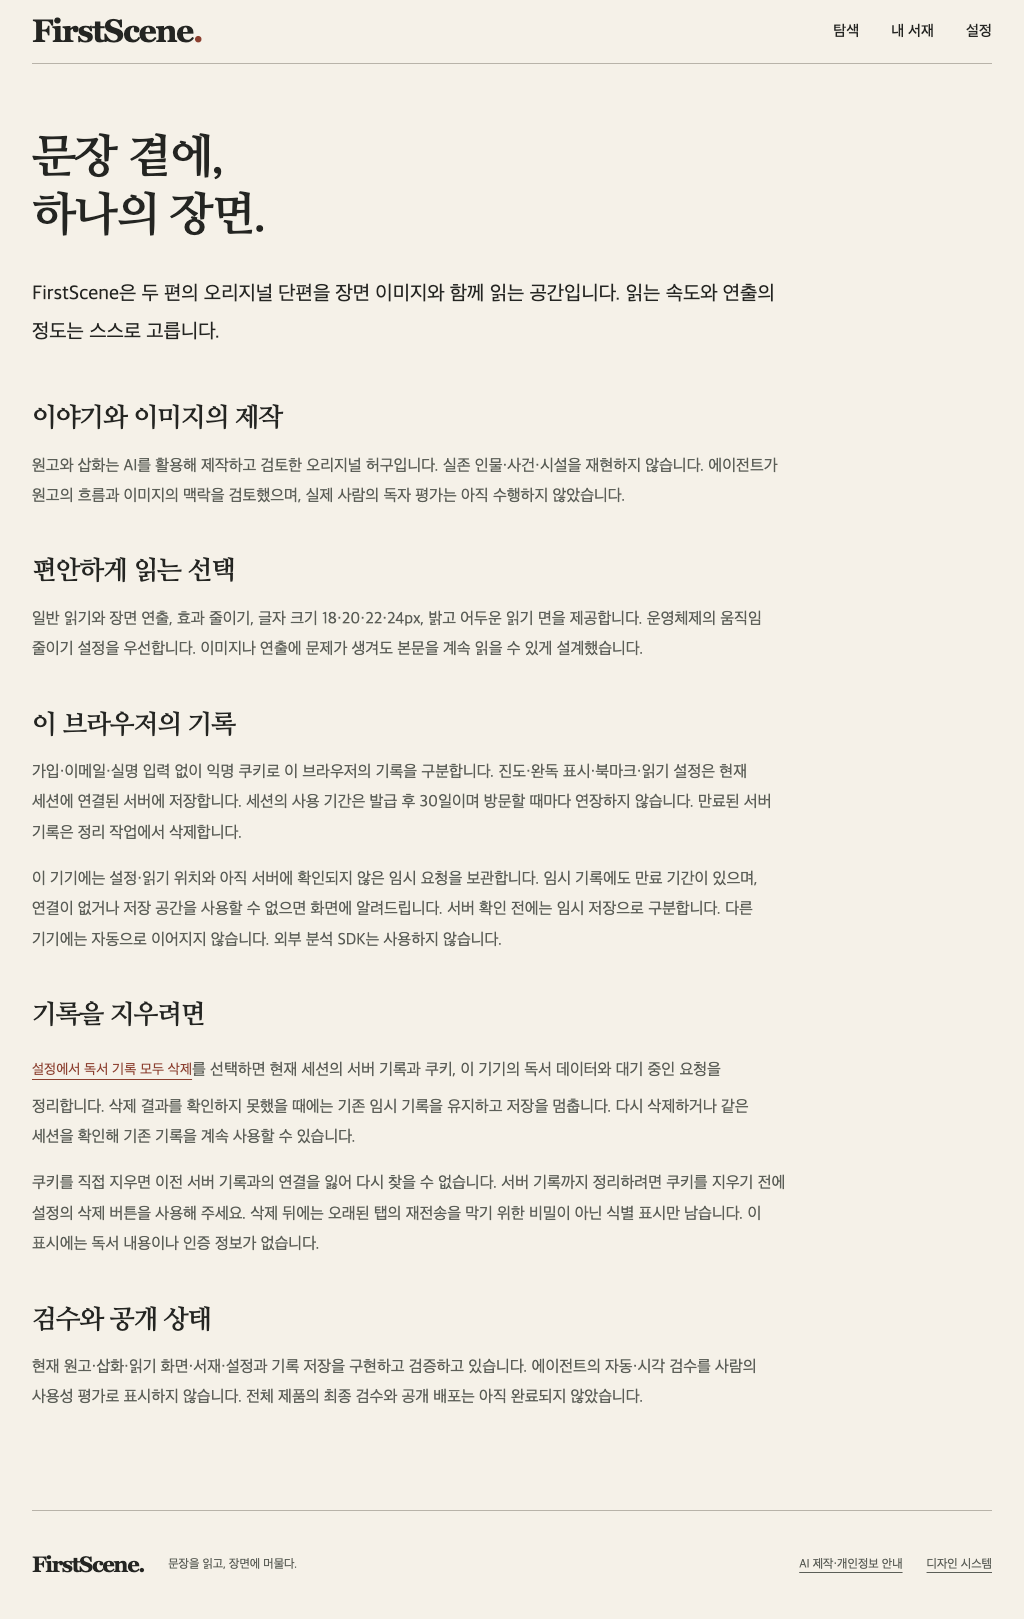 FirstScene.
탐색
내 서재
설정
문장 곁에,
하나의 장면.
FirstScene은 두 편의 오리지널 단편을 장면 이미지와 함께 읽는 공간입니다. 읽는 속도와 연출의
정도는 스스로 고릅니다.
이야기와 이미지의 제작
원고와 삽화는 AI를 활용해 제작하고 검토한 오리지널 허구입니다. 실존 인물·사건·시설을 재현하지 않습니다. 에이전트가
원고의 흐름과 이미지의 맥락을 검토했으며, 실제 사람의 독자 평가는 아직 수행하지 않았습니다.
편안하게 읽는 선택
일반 읽기와 장면 연출, 효과 줄이기, 글자 크기 18·20·22·24px, 밝고 어두운 읽기 면을 제공합니다. 운영체제의 움직임
줄이기 설정을 우선합니다. 이미지나 연출에 문제가 생겨도 본문을 계속 읽을 수 있게 설계했습니다.
이 브라우저의 기록
가입·이메일·실명 입력 없이 익명 쿠키로 이 브라우저의 기록을 구분합니다. 진도·완독 표시·북마크·읽기 설정은 현재
세션에 연결된 서버에 저장합니다. 세션의 사용 기간은 발급 후 30일이며 방문할 때마다 연장하지 않습니다. 만료된 서버
기록은 정리 작업에서 삭제합니다.
이 기기에는 설정·읽기 위치와 아직 서버에 확인되지 않은 임시 요청을 보관합니다. 임시 기록에도 만료 기간이 있으며,
연결이 없거나 저장 공간을 사용할 수 없으면 화면에 알려드립니다. 서버 확인 전에는 임시 저장으로 구분합니다. 다른
기기에는 자동으로 이어지지 않습니다. 외부 분석 SDK는 사용하지 않습니다.
기록을 지우려면
설정에서 독서 기록 모두 삭제를 선택하면 현재 세션의 서버 기록과 쿠키, 이 기기의 독서 데이터와 대기 중인 요청을
정리합니다. 삭제 결과를 확인하지 못했을 때에는 기존 임시 기록을 유지하고 저장을 멈춥니다. 다시 삭제하거나 같은
세션을 확인해 기존 기록을 계속 사용할 수 있습니다.
쿠키를 직접 지우면 이전 서버 기록과의 연결을 잃어 다시 찾을 수 없습니다. 서버 기록까지 정리하려면 쿠키를 지우기 전에
설정의 삭제 버튼을 사용해 주세요. 삭제 뒤에는 오래된 탭의 재전송을 막기 위한 비밀이 아닌 식별 표시만 남습니다. 이
표시에는 독서 내용이나 인증 정보가 없습니다.
검수와 공개 상태
현재 원고·삽화·읽기 화면·서재·설정과 기록 저장을 구현하고 검증하고 있습니다. 에이전트의 자동·시각 검수를 사람의
사용성 평가로 표시하지 않습니다. 전체 제품의 최종 검수와 공개 배포는 아직 완료되지 않았습니다.
FirstScene.
문장을 읽고, 장면에 머물다.
AI 제작·개인정보 안내
디자인 시스템